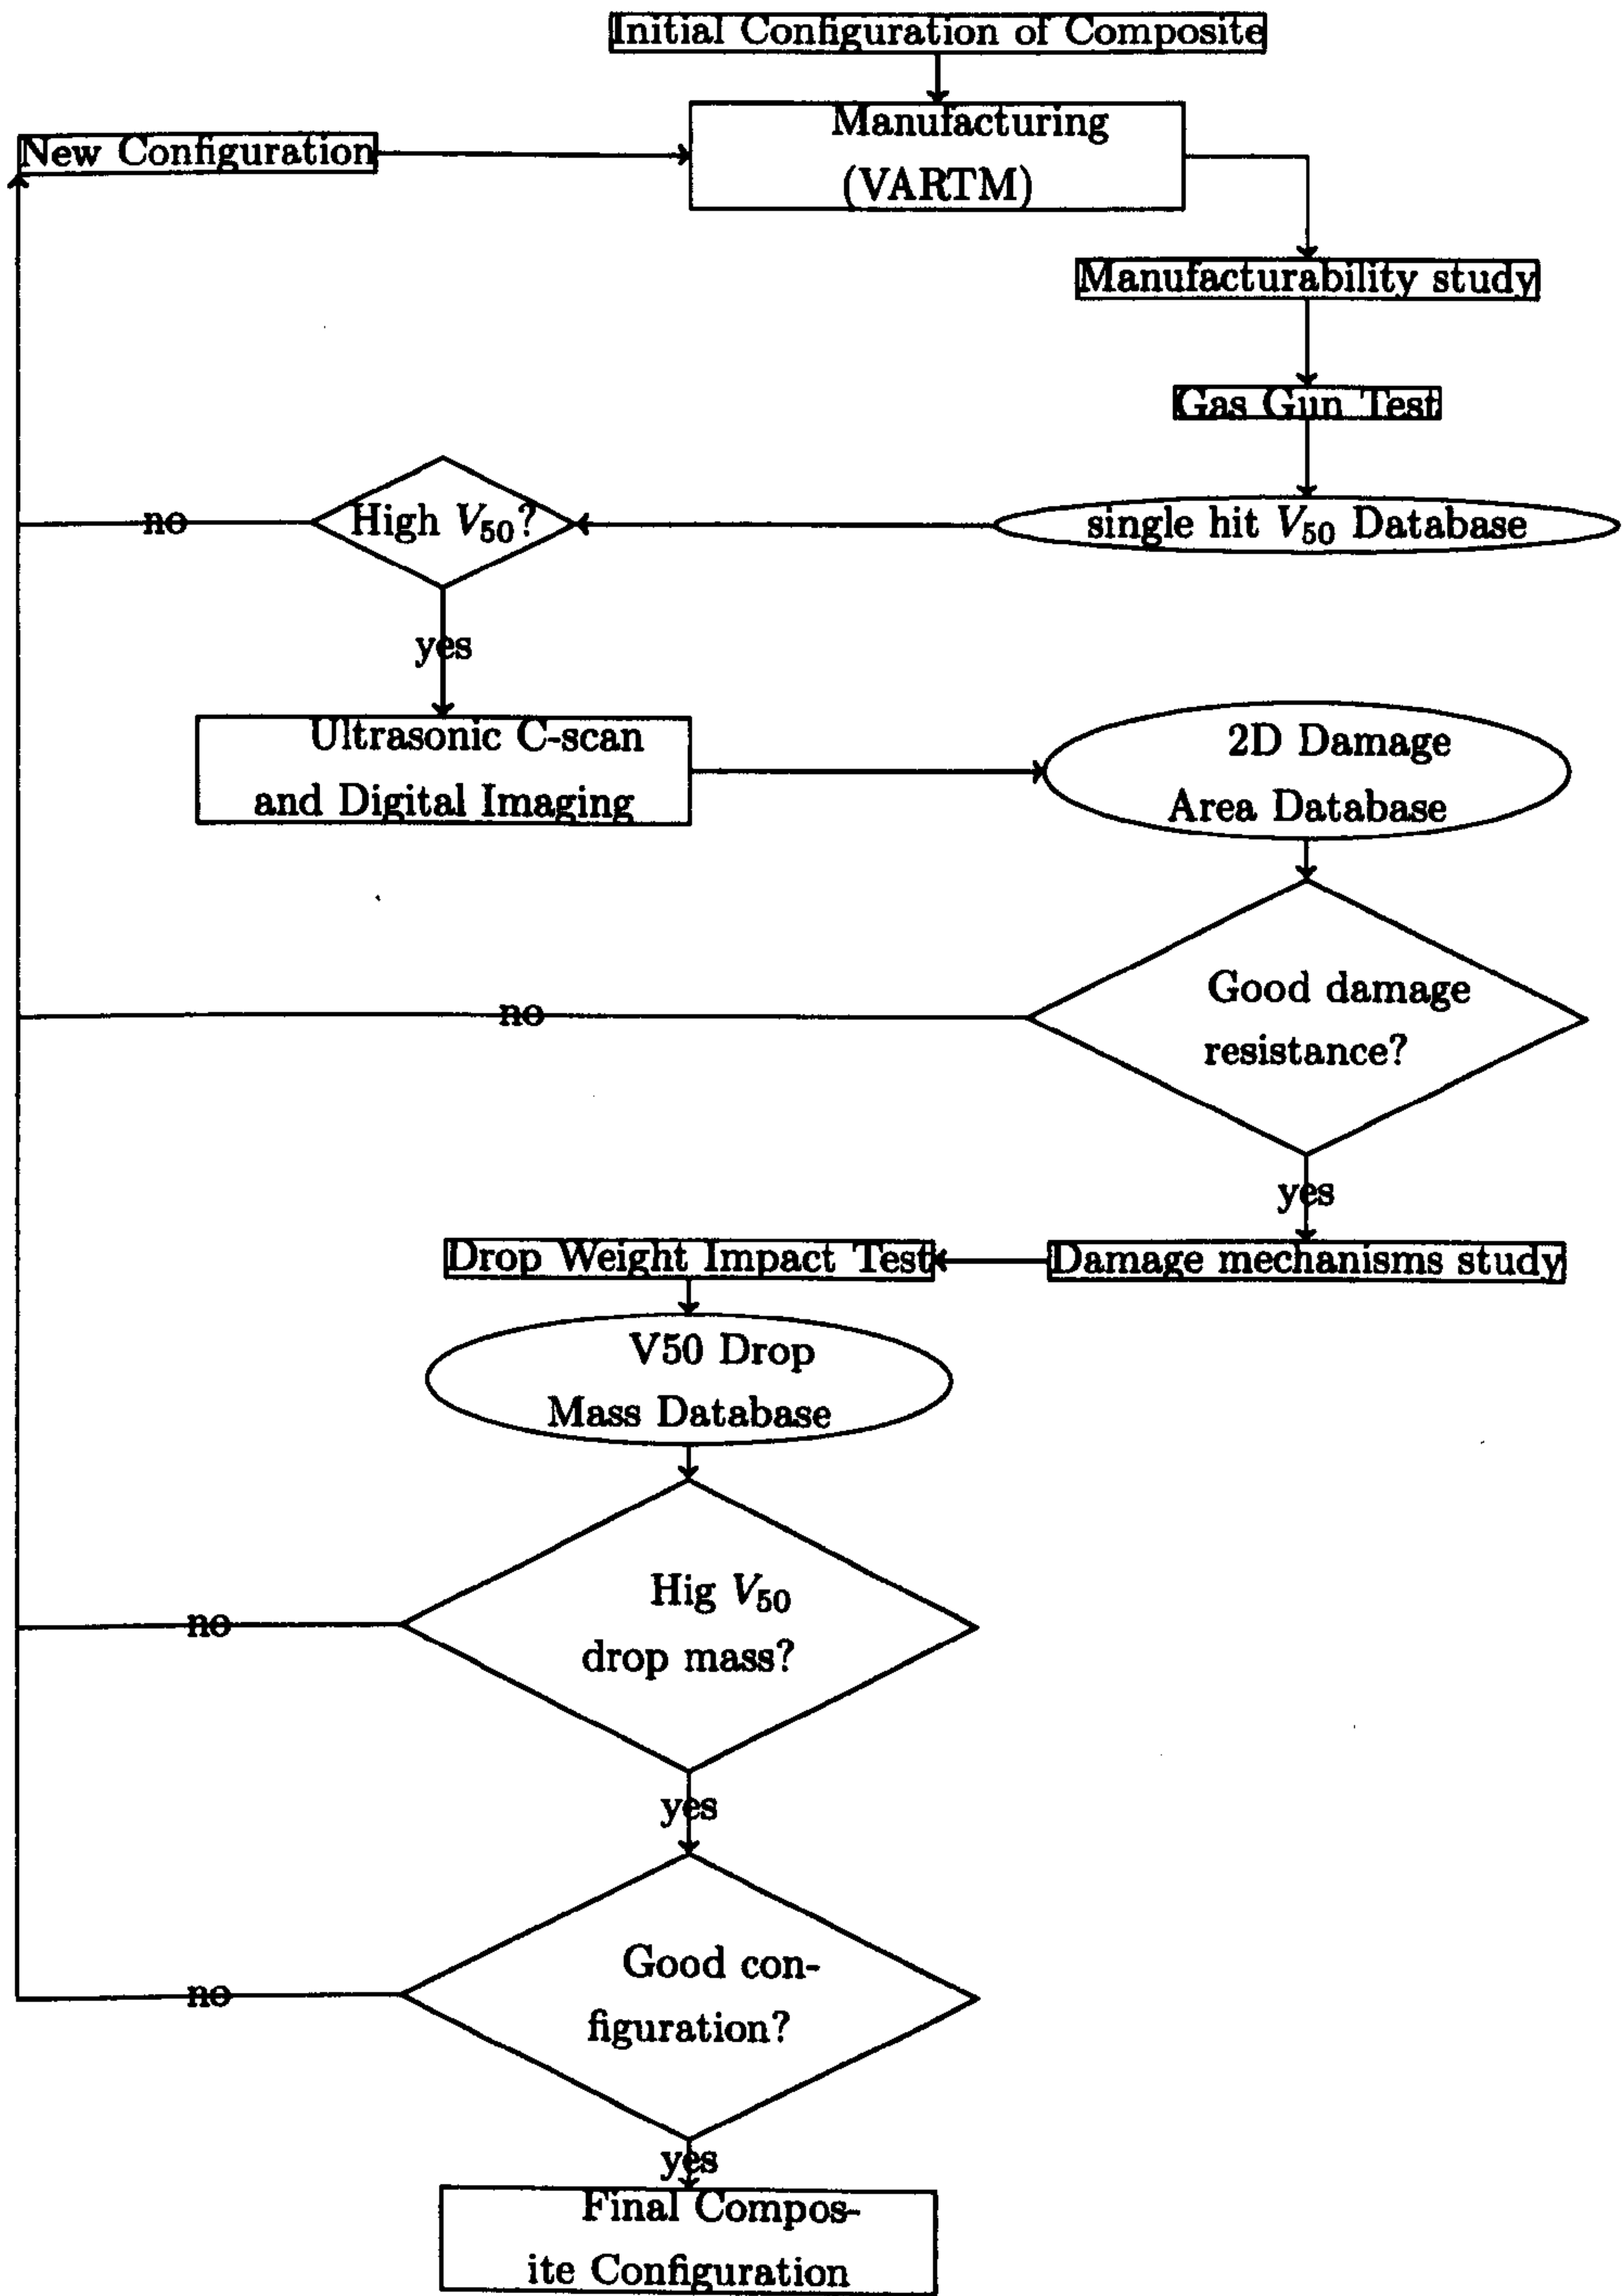 Initial Configuration of Composite
Manufacturing
(VARTM)
New Configuration
Manufacturability study
Gas Gun Test
single hit V₅₀ Database
High V₅₀?
no
yes
Ultrasonic C-scan
and Digital Imaging
2D Damage
Area Database
Good damage
resistance?
no
yes
Damage mechanisms study
Drop Weight Impact Test
V50 Drop
Mass Database
Hig V₅₀
drop mass?
no
yes
Good con-
figuration?
no
yes
Final Compos-
ite Configuration